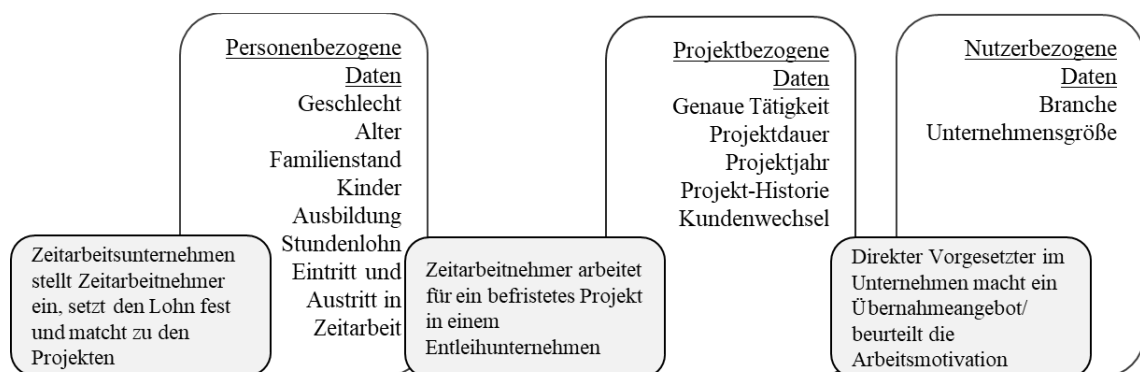 Personenbezogene
Daten
Geschlecht
Alter
Familienstand
Kinder
Ausbildung
Stundenlohn
Eintritt und
Austritt in
Zeitarbeit
Zeitarbeitsunternehmen
stellt Zeitarbeitnehmer
ein, setzt den Lohn fest
und matcht zu den
Projekten
Projektbezogene
Daten
Genaue Tätigkeit
Projektdauer
Projektjahr
Projekt-Historie
Kundenwechsel
Zeitarbeitnehmer arbeitet
für ein befristetes Projekt
in einem
Entleihunternehmen
Nutzerbezogene
Daten
Branche
Unternehmensgröße
Direkter Vorgesetzter im
Unternehmen macht ein
Übernahmeangebot/
beurteilt die
Arbeitsmotivation